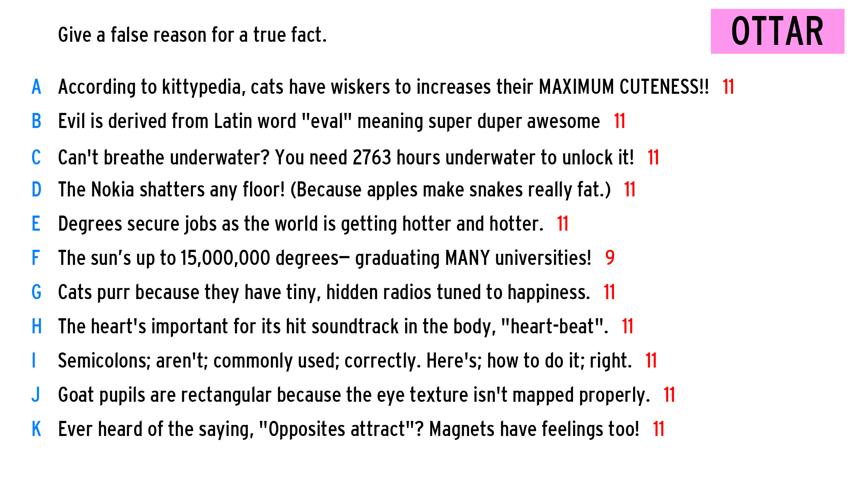 Give a false reason for a true fact.
OTTAR
A According to kittypedia, cats have wiskers to increases their MAXIMUM CUTENESS!! 11
B Evil is derived from Latin word "eval" meaning super duper awesome 11
C Can't breathe underwater? You need 2763 hours underwater to unlock it! 11
D The Nokia shatters any floor! (Because apples make snakes really fat.) 11
E Degrees secure jobs as the world is getting hotter and hotter. 11
F The sun’s up to 15,000,000 degrees— graduating MANY universities! 9
G Cats purr because they have tiny, hidden radios tuned to happiness. 11
H The heart's important for its hit soundtrack in the body, "heart-beat". 11
I Semicolons; aren't; commonly used; correctly. Here's; how to do it; right. 11
J Goat pupils are rectangular because the eye texture isn't mapped properly. 11
K Ever heard of the saying, "Opposites attract"? Magnets have feelings too! 11